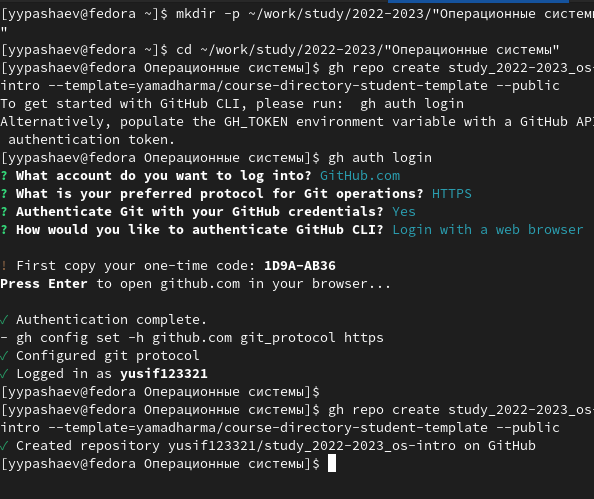 [yypashaev@fedora ~]$ mkdir -p ~/work/study/2022-2023/"Операционные систем
"
[yypashaev@fedora ~]$ cd ~/work/study/2022-2023/"Операционные системы"
[yypashaev@fedora Операционные системы]$ gh repo create study_2022-2023_os-
intro --template=yamadharma/course-directory-student-template --public
To get started with GitHub CLI, please run:  gh auth login
Alternatively, populate the GH_TOKEN environment variable with a GitHub API
 authentication token.
[yypashaev@fedora Операционные системы]$ gh auth login
? What account do you want to log into? GitHub.com
? What is your preferred protocol for Git operations? HTTPS
? Authenticate Git with your GitHub credentials? Yes
? How would you like to authenticate GitHub CLI? Login with a web browser
! First copy your one-time code: 1D9A-AB36
Press Enter to open github.com in your browser...
✓ Authentication complete.
- gh config set -h github.com git_protocol https
✓ Configured git protocol
✓ Logged in as yusif123321
[yypashaev@fedora Операционные системы]$
[yypashaev@fedora Операционные системы]$ gh repo create study_2022-2023_os-
intro --template=yamadharma/course-directory-student-template --public
✓ Created repository yusif123321/study_2022-2023_os-intro on GitHub
[yypashaev@fedora Операционные системы]$